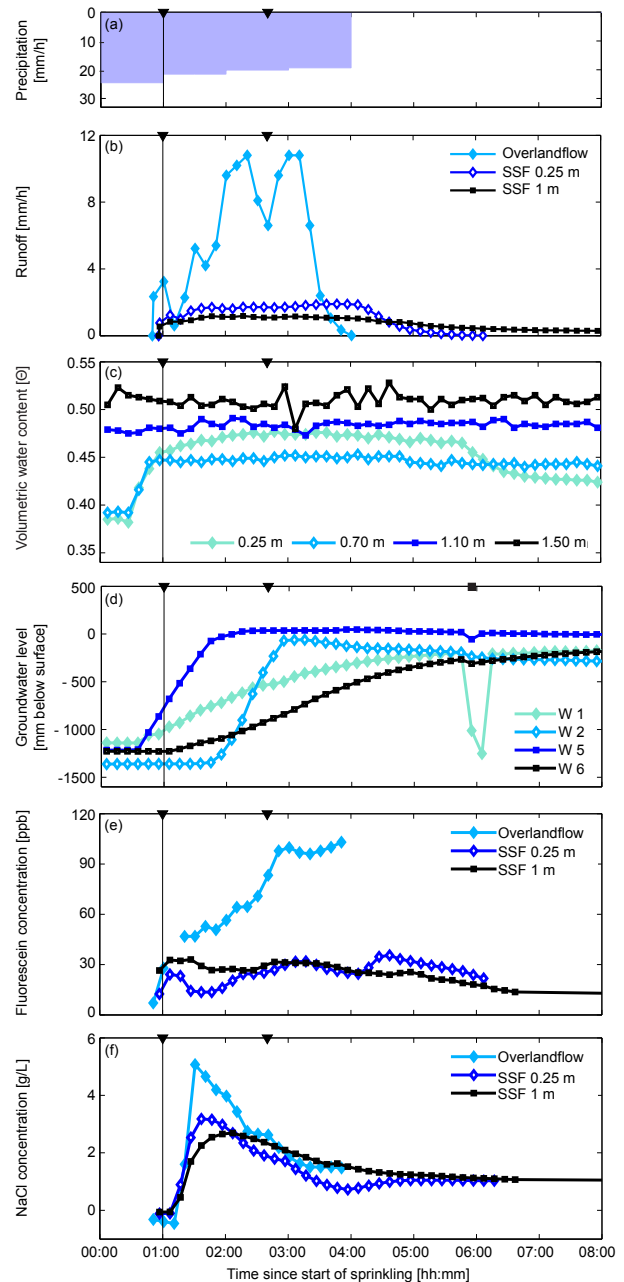 (a)
Precipitation
[mm/h]
0
10
20
30
(b)
Runoff [mm/h]
12
8
4
0
Overlandflow
SSF 0.25 m
SSF 1 m
(c)
Volumetric water content [Θ]
0.55
0.50
0.45
0.40
0.35
0.25 m
0.70 m
1.10 m
1.50 m
(d)
Groundwater level
[mm below surface]
500
0
- 500
-1000
-1500
W 1
W 2
W 5
W 6
(e)
Fluorescein concentration [ppb]
120
90
60
30
0
Overlandflow
SSF 0.25 m
SSF 1 m
(f)
NaCl concentration [g/L]
6
4
2
0
Overlandflow
SSF 0.25 m
SSF 1 m
00:00 01:00 02:00 03:00 04:00 05:00 06:00 07:00 08:00
Time since start of sprinkling [hh:mm]